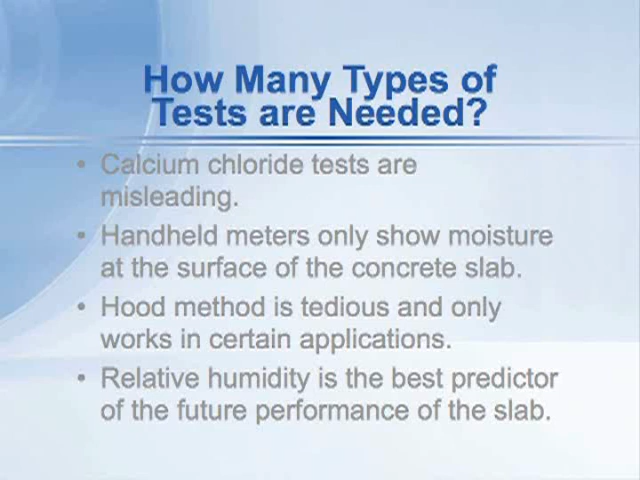 How Many Types of
Tests are Needed?
• Calcium chloride tests are
misleading.
• Handheld meters only show moisture
at the surface of the concrete slab.
• Hood method is tedious and only
works in certain applications.
• Relative humidity is the best predictor
of the future performance of the slab.